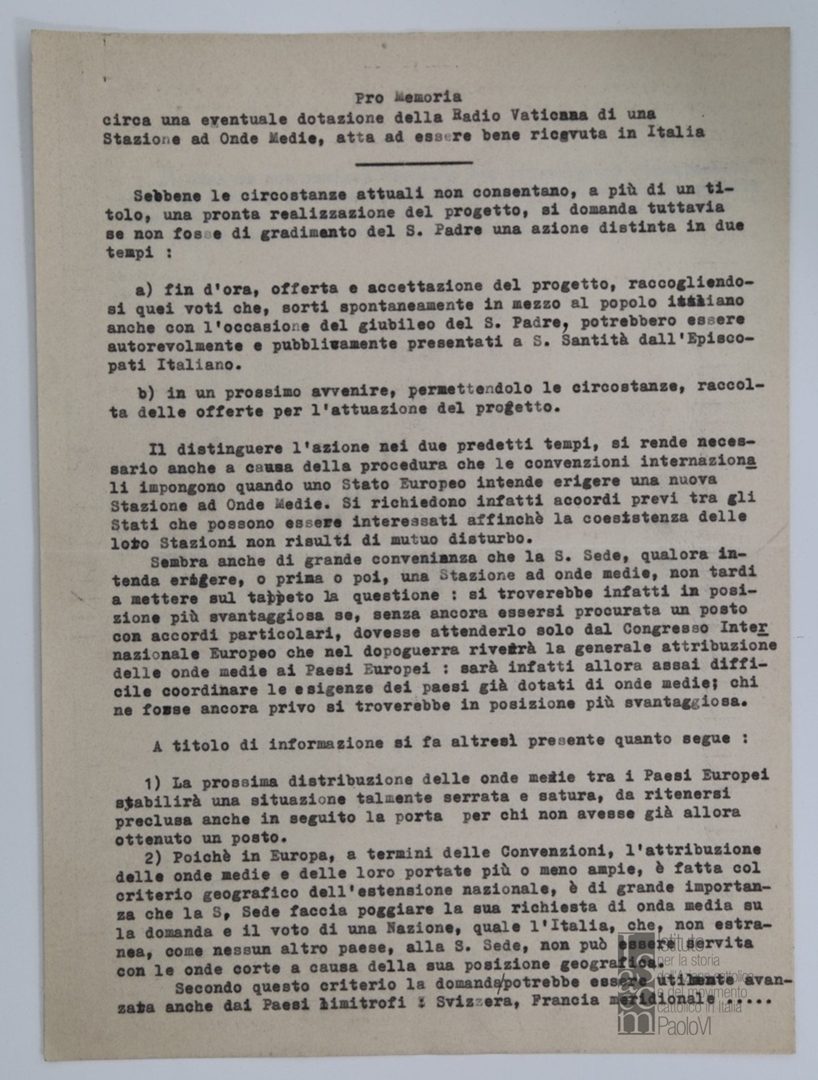 Pro Memoria
circa una eventuale dotazione della Radio Vaticana di una
Stazione ad Onde Medie, atta ad essere bene ricevuta in Italia
Sebbene le circostanze attuali non consentano, a più di un ti-
tolo, una pronta realizzazione del progetto, si domanda tuttavia
se non fosse di gradimento del S. Padre una azione distinta in due
tempi :
a) fin d'ora, offerta e accettazione del progetto, raccogliendo-
si quei voti che, sorti spontaneamente in mezzo al popolo italiano
anche con l'occasione del giubileo del S. Padre, potrebbero essere
autorevolmente e pubblivamente presentati a S. Santità dall'Episco-
pati Italiano.
b) in un prossimo avvenire, permettendolo le circostanze, raccol-
ta delle offerte per l'attuazione del progetto.
Il distinguere l'azione nei due predetti tempi, si rende neces-
sario anche a causa della procedura che le convenzioni internaziona
li impongono quando uno Stato Europeo intende erigere una nuova
Stazione ad Onde Medie. Si richiedono infatti accordi previ tra gli
Stati che possono essere interessati affinchè la coesistenza delle
loro Stazioni non risulti di mutuo disturbo.
Sembra anche di grande convenianza che la S. Sede, qualora in-
tenda erigere, o prima o poi, una Stazione ad onde medie, non tardi
a mettere sul tappeto la questione : si troverebbe infatti in posi-
zione più svantaggiosa se, senza ancora essersi procurata un posto
con accordi particolari, dovesse attenderlo solo dal Congresso Inter
nazionale Europeo che nel dopoguerra rivedrà la generale attribuzione
delle onde medie ai Paesi Europei : sarà infatti allora assai diffi-
cile coordinare le esigenze dei paesi già dotati di onde medie; chi
ne fosse ancora privo si troverebbe in posizione più svantaggiosa.
A titolo di informazione si fa altresì presente quanto segue :
1) La prossima distribuzione delle onde medie tra i Paesi Europei
stabilirà una situazione talmente serrata e satura, da ritenersi
preclusa anche in seguito la porta per chi non avesse già allora
ottenuto un posto.
2) Poichè in Europa, a termini delle Convenzioni, l'attribuzione
delle onde medie e delle loro portate più o meno ampie, è fatta col
criterio geografico dell'estensione nazionale, è di grande importan-
za che la S, Sede faccia poggiare la sua richiesta di onda media su
la domanda e il voto di una Nazione, quale l'Italia, che, non estra-
nea, come nessun altro paese, alla S. Sede, non può essere servita
con le onde corte a causa della sua posizione geografica.
Secondo questo criterio la domanda potrebbe essere utilmente avan-
zata anche dai Paesi limitrofi : Svizzera, Francia meridionale .....
Istituto
per la storia
dell'Azione cattolica
e del movimento
cattolico in Italia
Paolo VI